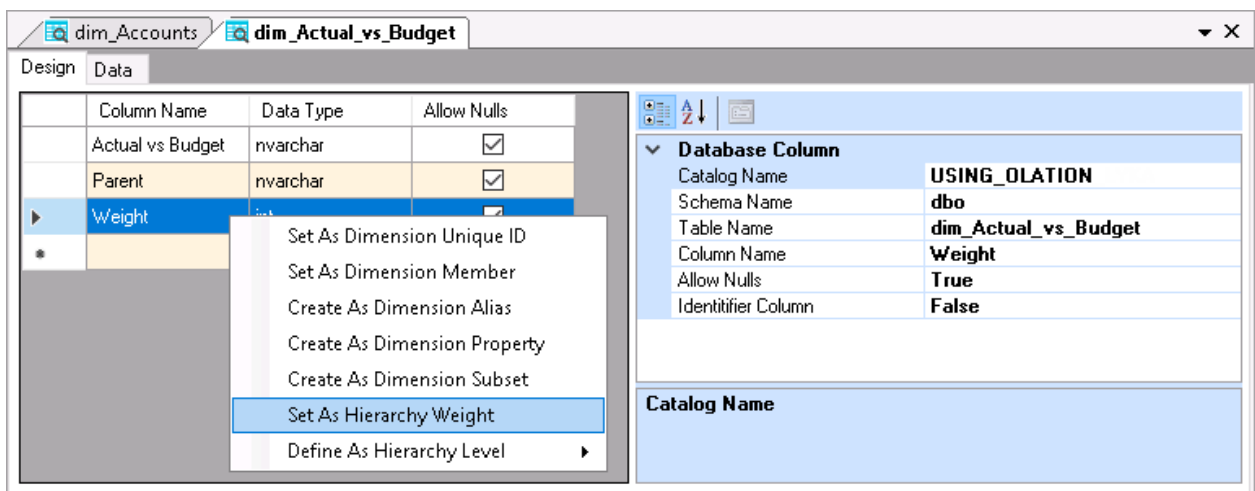 dim_Accounts dim_Actual_vs_Budget
Design Data
Column Name Data Type Allow Nulls
Actual vs Budget nvarchar
Parent nvarchar
Weight int
Set As Dimension Unique ID
Set As Dimension Member
Create As Dimension Alias
Create As Dimension Property
Create As Dimension Subset
Set As Hierarchy Weight
Define As Hierarchy Level
Database Column
Catalog Name USING_OLATION
Schema Name dbo
Table Name dim_Actual_vs_Budget
Column Name Weight
Allow Nulls True
Identitifier Column False
Catalog Name